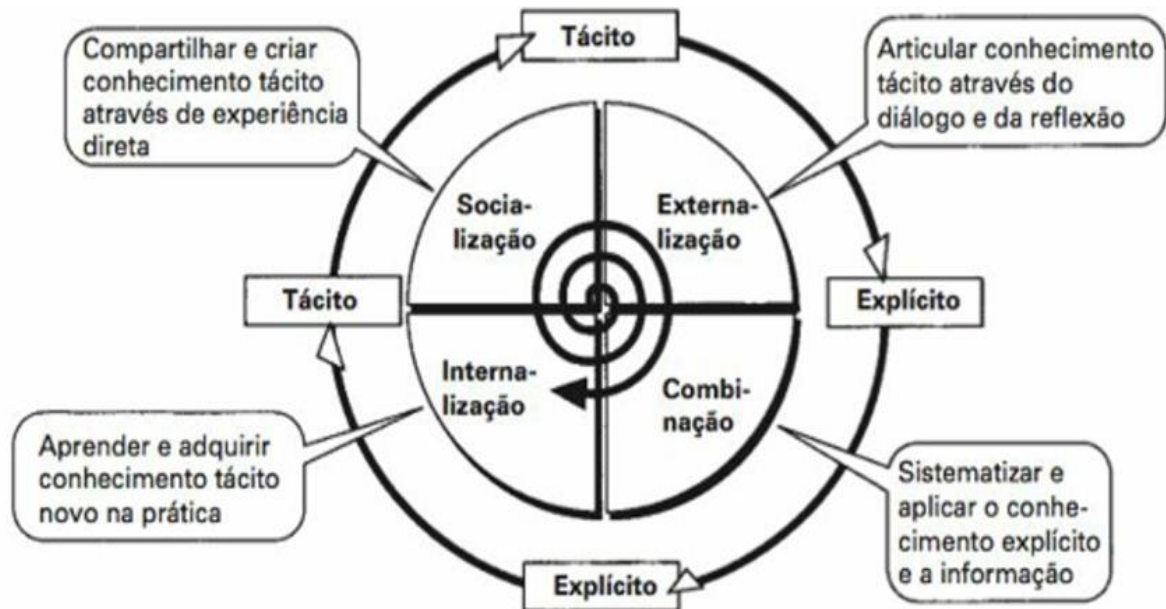 Compartilhar e criar
conhecimento tácito
através de experiência
direta
Tácito
Articular conhecimento
tácito através do
diálogo e da reflexão
Socia-
lização
Externa-
lização
Tácito
Explícito
Interna-
lização
Combi-
nação
Aprender e adquirir
conhecimento tácito
novo na prática
Sistematizar e
aplicar o conhe-
cimento explícito
e a informação
Explícito